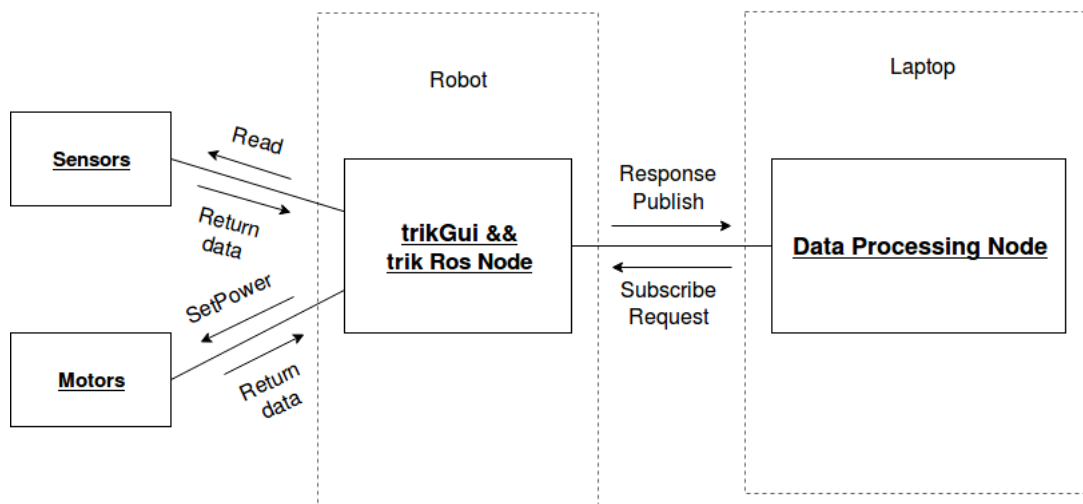 Robot
Laptop
Sensors
Read
Return
data
trikGui &&
trik Ros Node
Response
Publish
Subscribe
Request
Data Processing Node
SetPower
Motors
Return
data